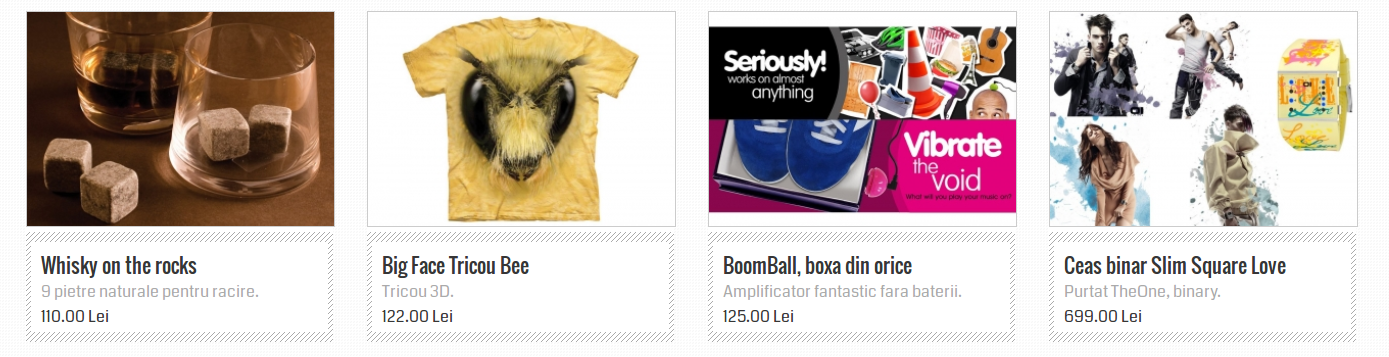 Seriously!
works on almost
anything
Vibrate
the
void
What will you play your music on?
Whisky on the rocks
9 pietre naturale pentru racire.
110.00 Lei
Big Face Tricou Bee
Tricou 3D.
122.00 Lei
BoomBall, boxa din orice
Amplificator fantastic fara baterii.
125.00 Lei
Ceas binar Slim Square Love
Purtat TheOne, binary.
699.00 Lei